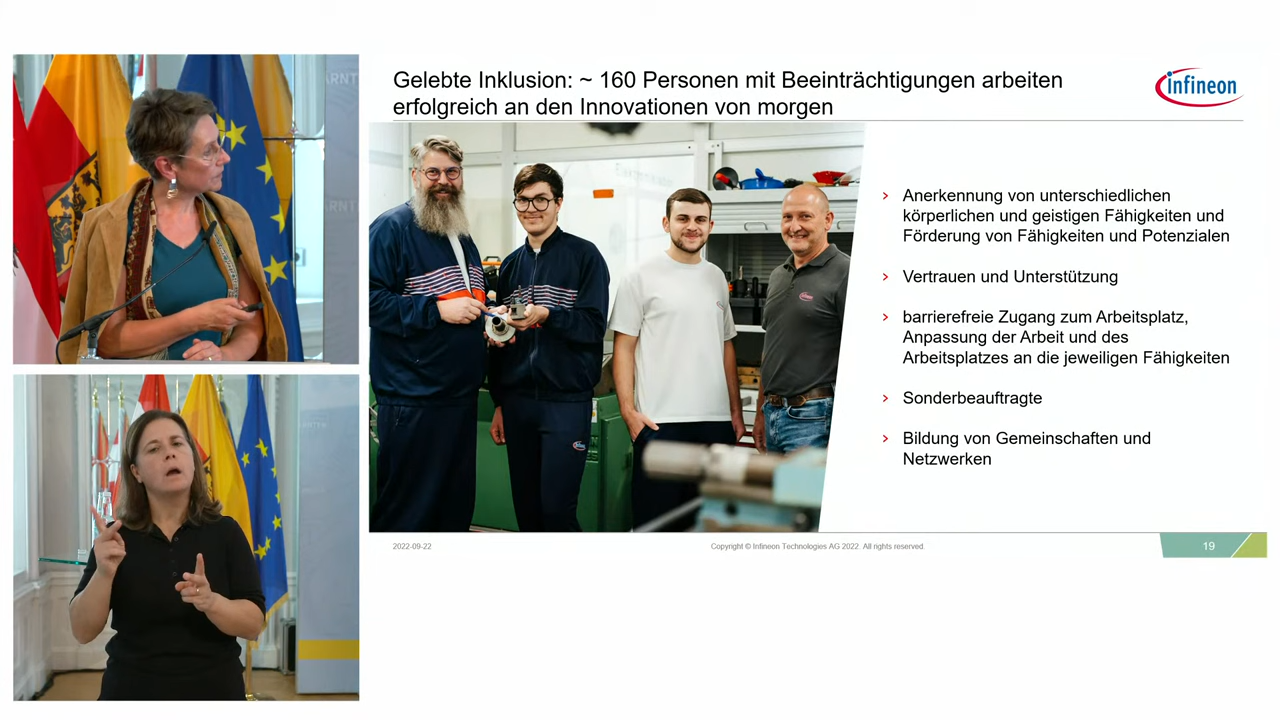 ARNT
ARNT
Gelebte Inklusion: ~ 160 Personen mit Beeinträchtigungen arbeiten
erfolgreich an den Innovationen von morgen
infineon
› Anerkennung von unterschiedlichen
körperlichen und geistigen Fähigkeiten und
Förderung von Fähigkeiten und Potenzialen
› Vertrauen und Unterstützung
› barrierefreie Zugang zum Arbeitsplatz,
Anpassung der Arbeit und des
Arbeitsplatzes an die jeweiligen Fähigkeiten
› Sonderbeauftragte
› Bildung von Gemeinschaften und
Netzwerken
2022-09-22
Copyright © Infineon Technologies AG 2022. All rights reserved.
19